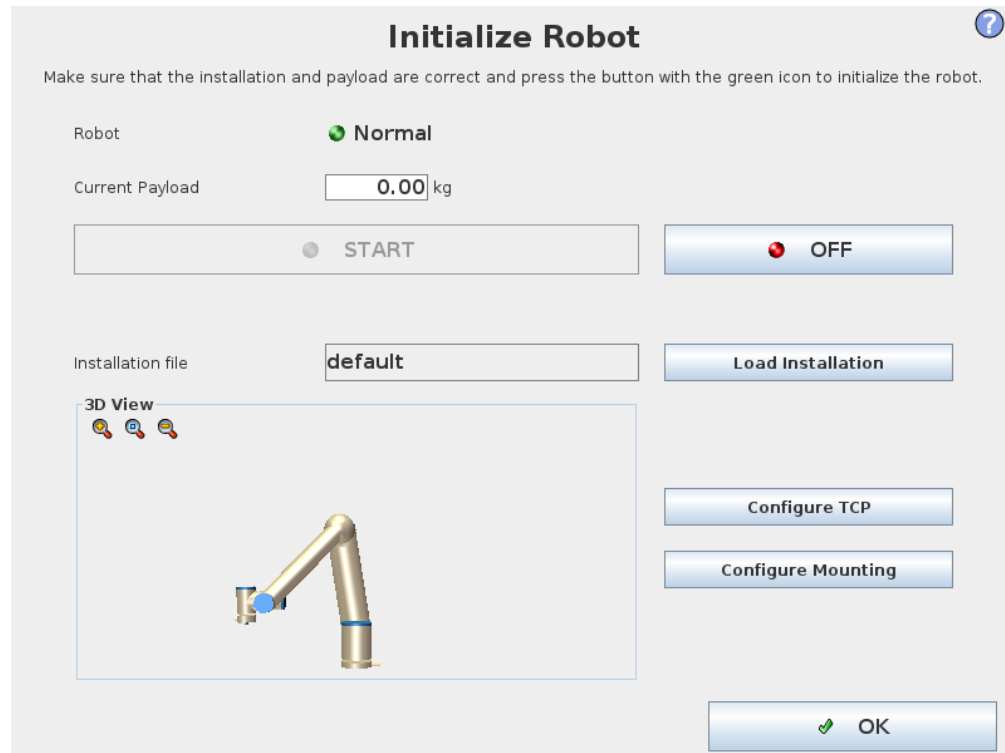 Initialize Robot
?
Make sure that the installation and payload are correct and press the button with the green icon to initialize the robot.
Robot Normal
Current Payload 0.00 kg
START OFF
Installation file default Load Installation
3D View
Configure TCP
Configure Mounting
OK